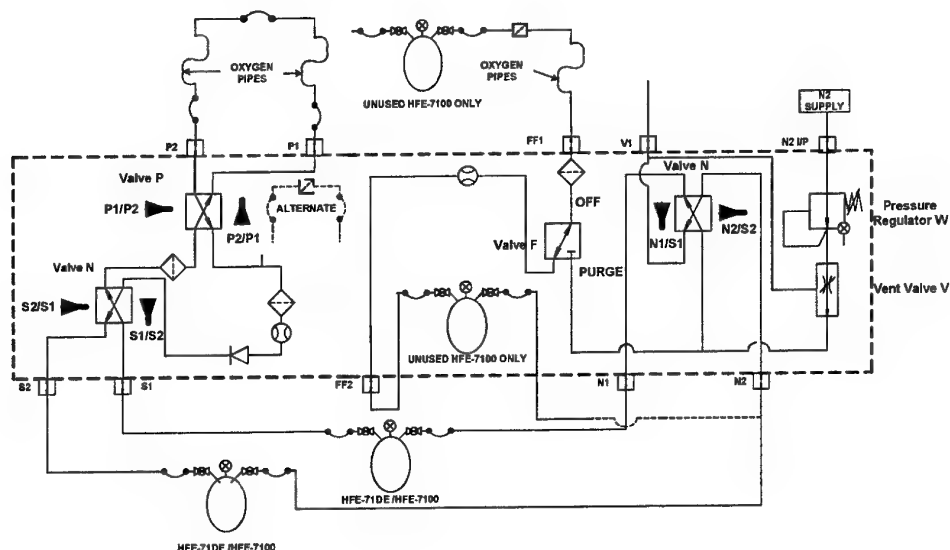 OXYGEN
PIPES
UNUSED HFE-7100 ONLY
OXYGEN
PIPES
N2
SUPPLY
P2
P1
FF1
V1
N2 I/P
Valve P
P1/P2
P2/P1
ALTERNATE
OFF
Valve F
PURGE
Valve N
N1/S1
N2/S2
Pressure
Regulator W
Vent Valve V
Valve N
S2/S1
S1/S2
UNUSED HFE-7100 ONLY
S2
S1
FF2
N1
N2
HFE-71DE /HFE-7100
HFE-71DE /HFE-7100